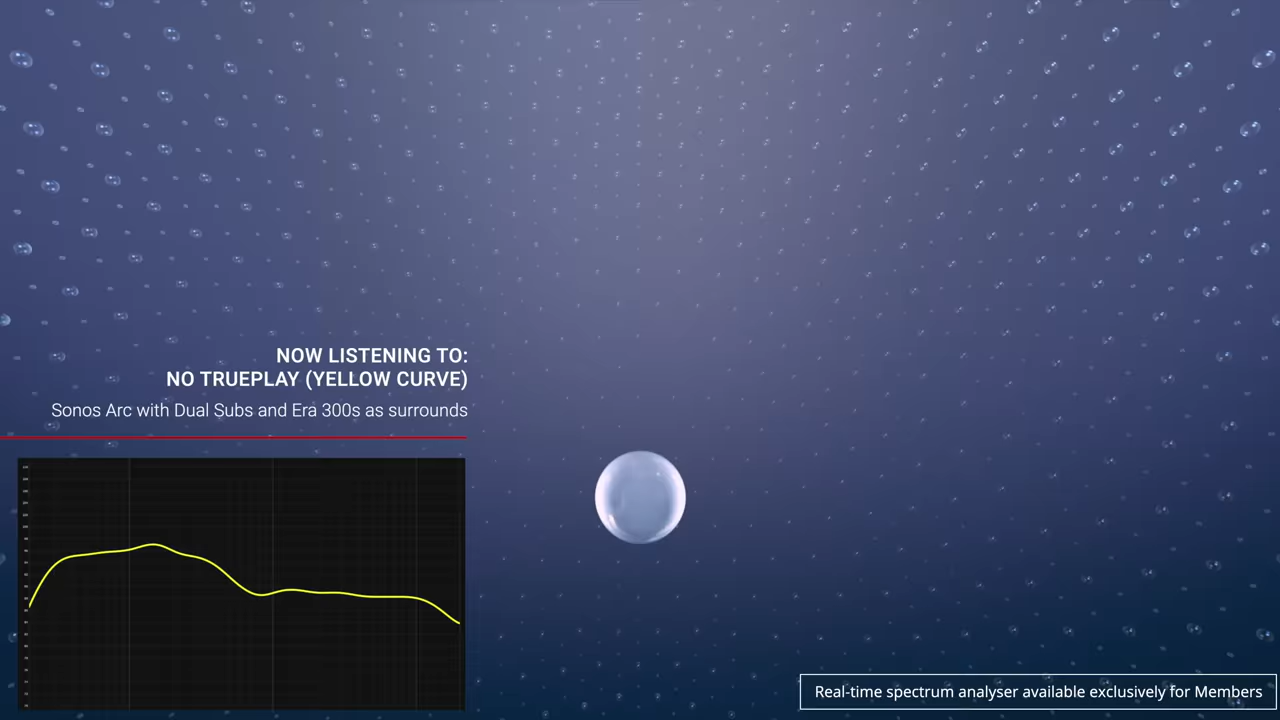 NOW LISTENING TO:
NO TRUEPLAY (YELLOW CURVE)
Sonos Arc with Dual Subs and Era 300s as surrounds
Real-time spectrum analyser available exclusively for Members